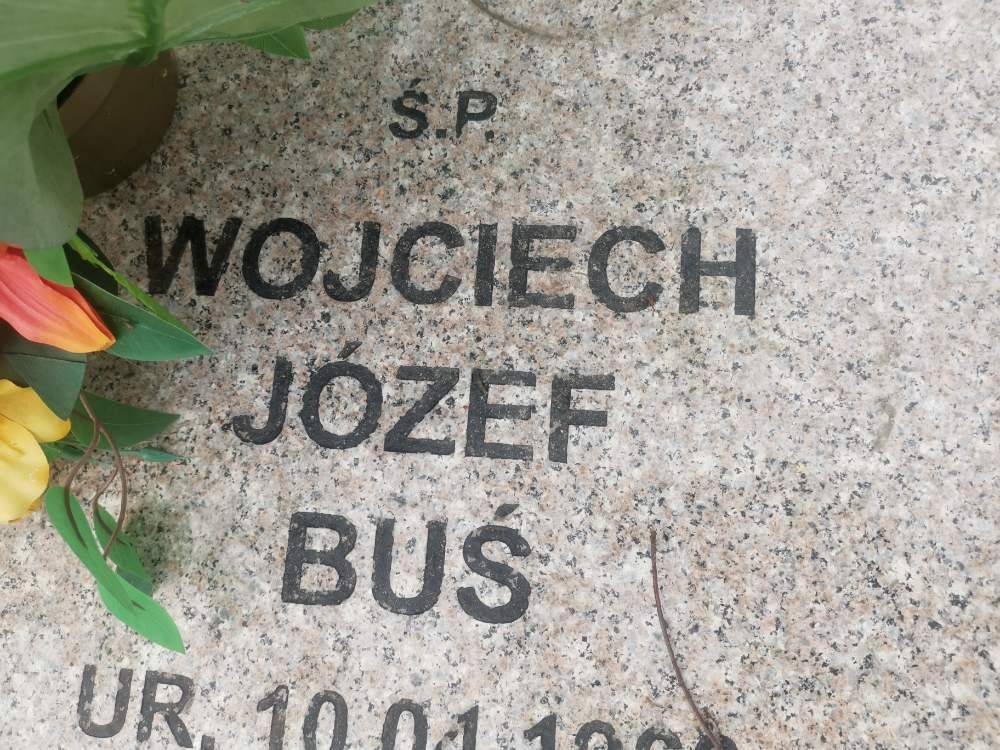 Ś.P.
WOJCIECH
JÓZEF
BUŚ
UR. 10.01.